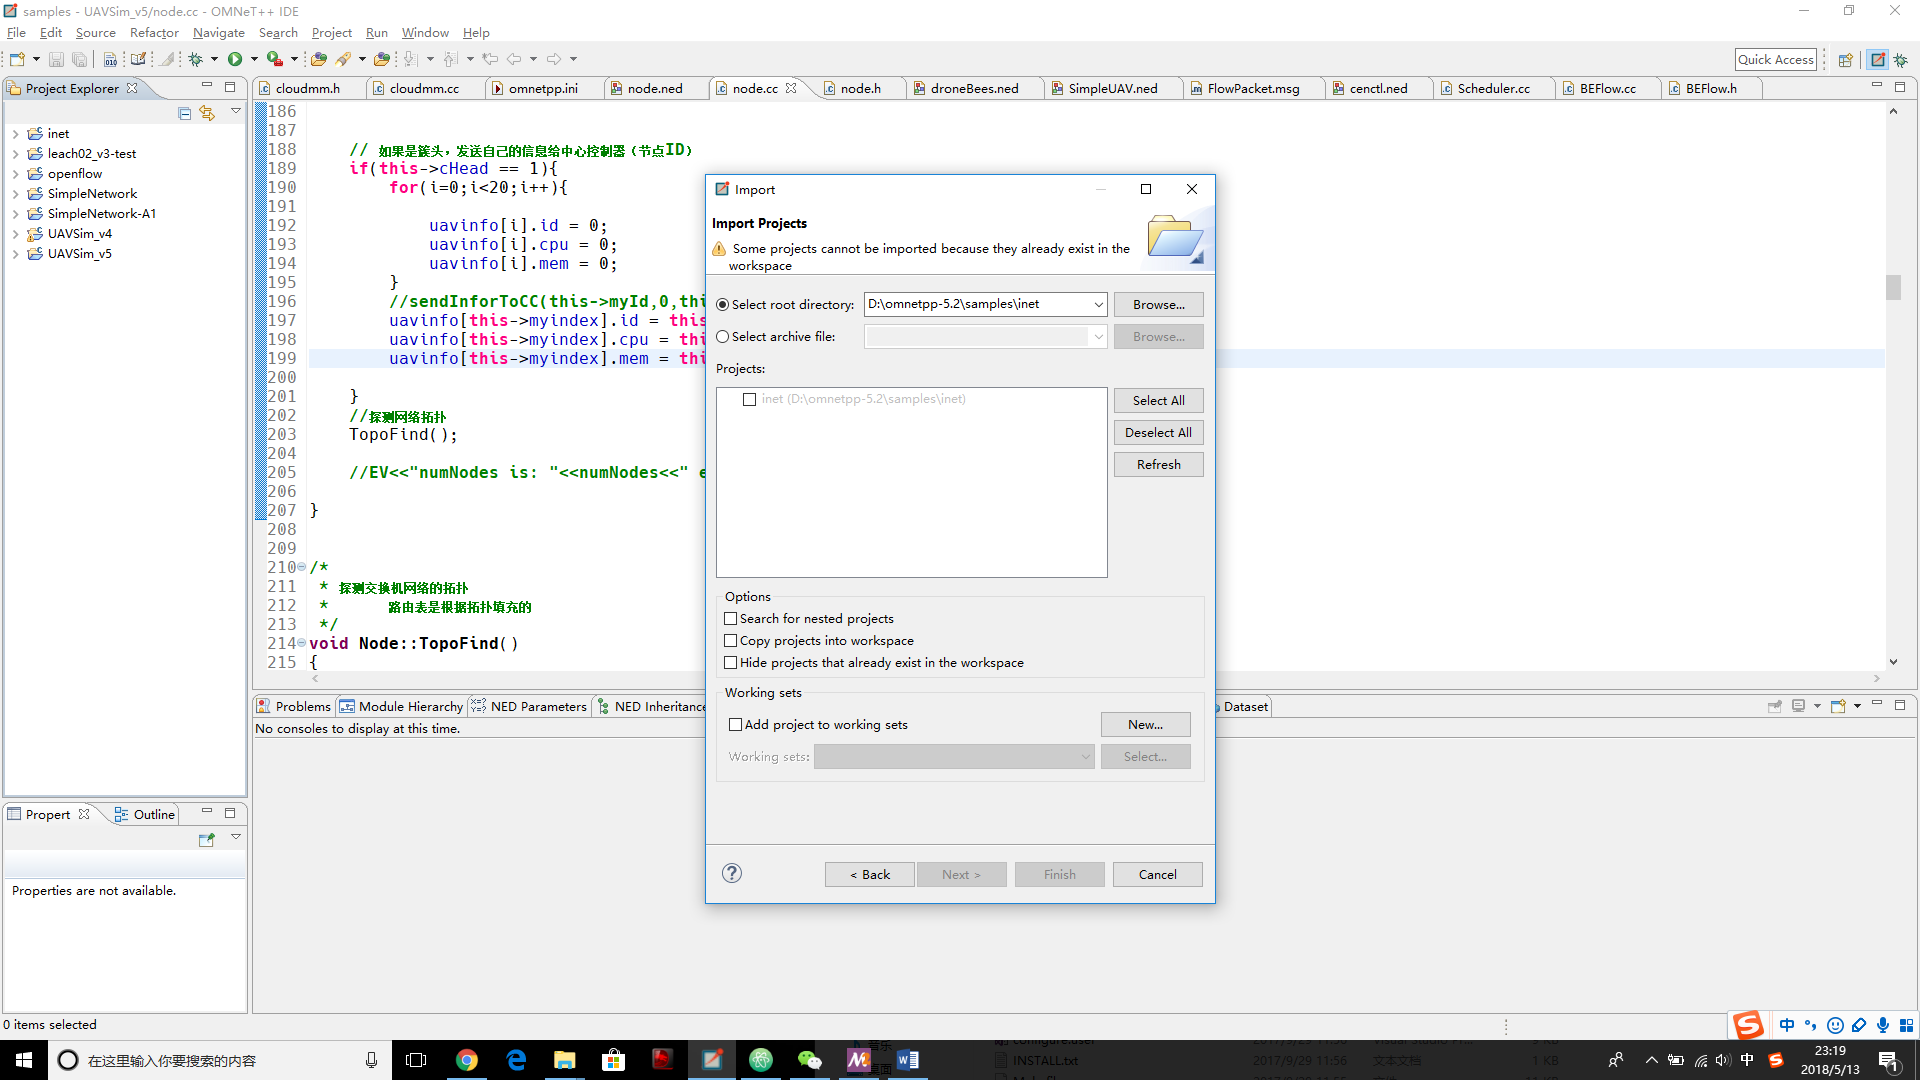 samples - UAVSim_v5/node.cc - OMNeT++ IDE
File Edit Source Refactor Navigate Search Project Run Window Help
Quick Access
Project Explorer
cloudmm.h cloudmm.cc omnetpp.ini node.ned node.cc node.h droneBees.ned SimpleUAV.ned FlowPacket.msg cenctl.ned Scheduler.cc BEFlow.cc BEFlow.h
inet
leach02_v3-test
openflow
SimpleNetwork
SimpleNetwork-A1
UAVSim_v4
UAVSim_v5
186
187
188 // 如果是簇头，发送自己的信息给中心控制器（节点ID）
189 if(this->cHead == 1){
190 for(i=0;i<20;i++){
191
192 uavinfo[i].id = 0;
193 uavinfo[i].cpu = 0;
194 uavinfo[i].mem = 0;
195 }
196 //sendInforToCC(this->myId,0,thi
197 uavinfo[this->myindex].id = this
198 uavinfo[this->myindex].cpu = thi
199 uavinfo[this->myindex].mem = thi
200
201 }
202 //探测网络拓扑
203 TopoFind();
204
205 //EV<<"numNodes is: "<<numNodes<<" e
206
207 }
208
209
210 /*
211 * 探测交换机网络的拓扑
212 * 路由表是根据拓扑填充的
213 */
214 void Node::TopoFind()
215 {
Import
Import Projects
Some projects cannot be imported because they already exist in the
workspace
Select root directory: D:\omnetpp-5.2\samples\inet Browse...
Select archive file: Browse...
Projects:
inet (D:\omnetpp-5.2\samples\inet)
Select All
Deselect All
Refresh
Options
Search for nested projects
Copy projects into workspace
Hide projects that already exist in the workspace
Working sets
Add project to working sets New...
Working sets: Select...
< Back Next > Finish Cancel
Problems Module Hierarchy NED Parameters NED Inheritance Dataset
No consoles to display at this time.
Propert Outline
Properties are not available.
0 items selected
中
在这里输入你要搜索的内容
INSTALL.txt 2017/9/29 11:56 文本文档 1 KB
中
23:19
2018/5/13
1